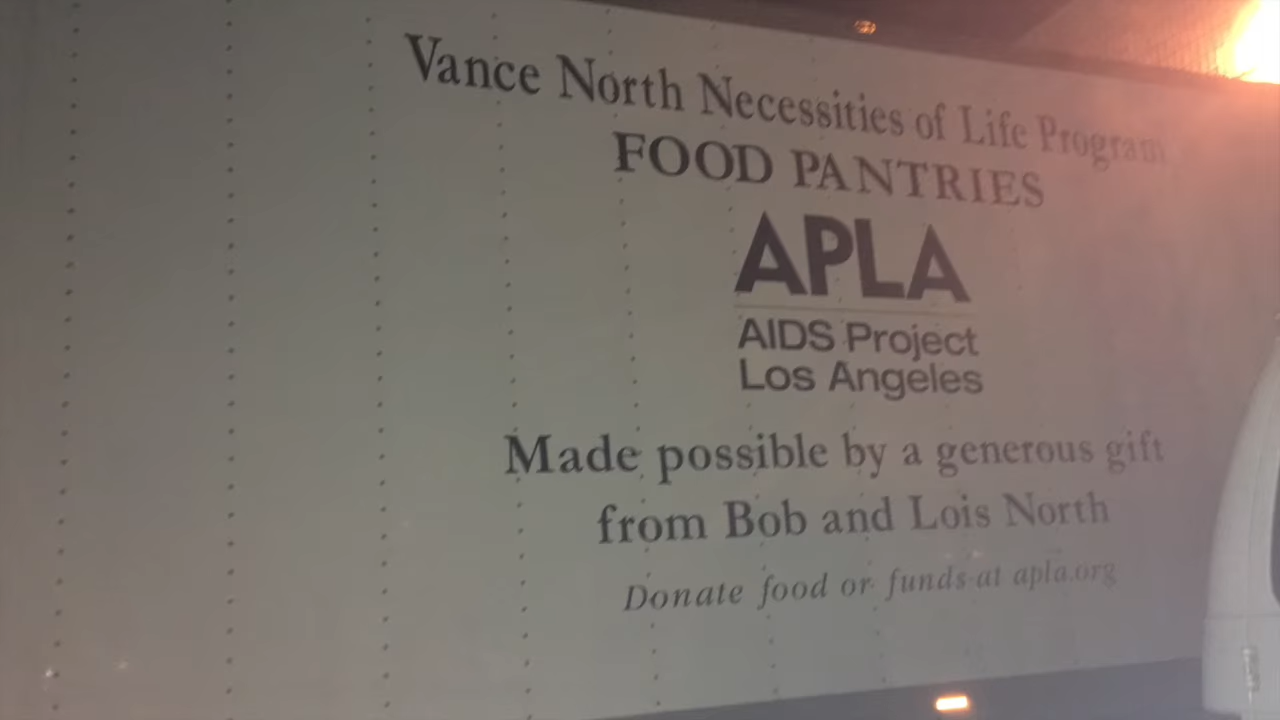 Vance North Necessities of Life Program
FOOD PANTRIES
APLA
AIDS Project
Los Angeles
Made possible by a generous gift
from Bob and Lois North
Donate food or funds at apla.org